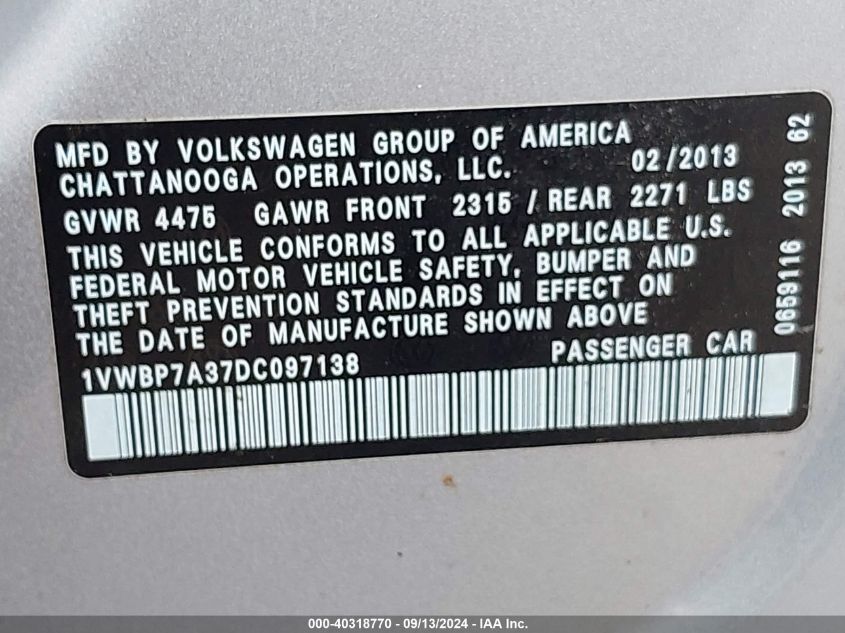 MFD BY VOLKSWAGEN GROUP OF AMERICA
CHATTANOOGA OPERATIONS, LLC. 02/2013
GVWR 4475 GAWR FRONT 2315 / REAR 2271 LBS
THIS VEHICLE CONFORMS TO ALL APPLICABLE U.S.
FEDERAL MOTOR VEHICLE SAFETY, BUMPER AND
THEFT PREVENTION STANDARDS IN EFFECT ON
THE DATE OF MANUFACTURE SHOWN ABOVE
1VWBP7A37DC097138 PASSENGER CAR
0659116 2013 62
000-40318770 - 09/13/2024 - IAA Inc.